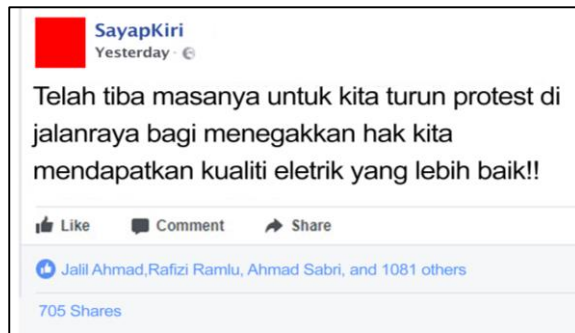 SayapKiri
Yesterday ·
Telah tiba masanya untuk kita turun protest di
jalanraya bagi menegakkan hak kita
mendapatkan kualiti eletrik yang lebih baik!!
Like Comment Share
Jalil Ahmad,Rafizi Ramlu, Ahmad Sabri, and 1081 others
705 Shares